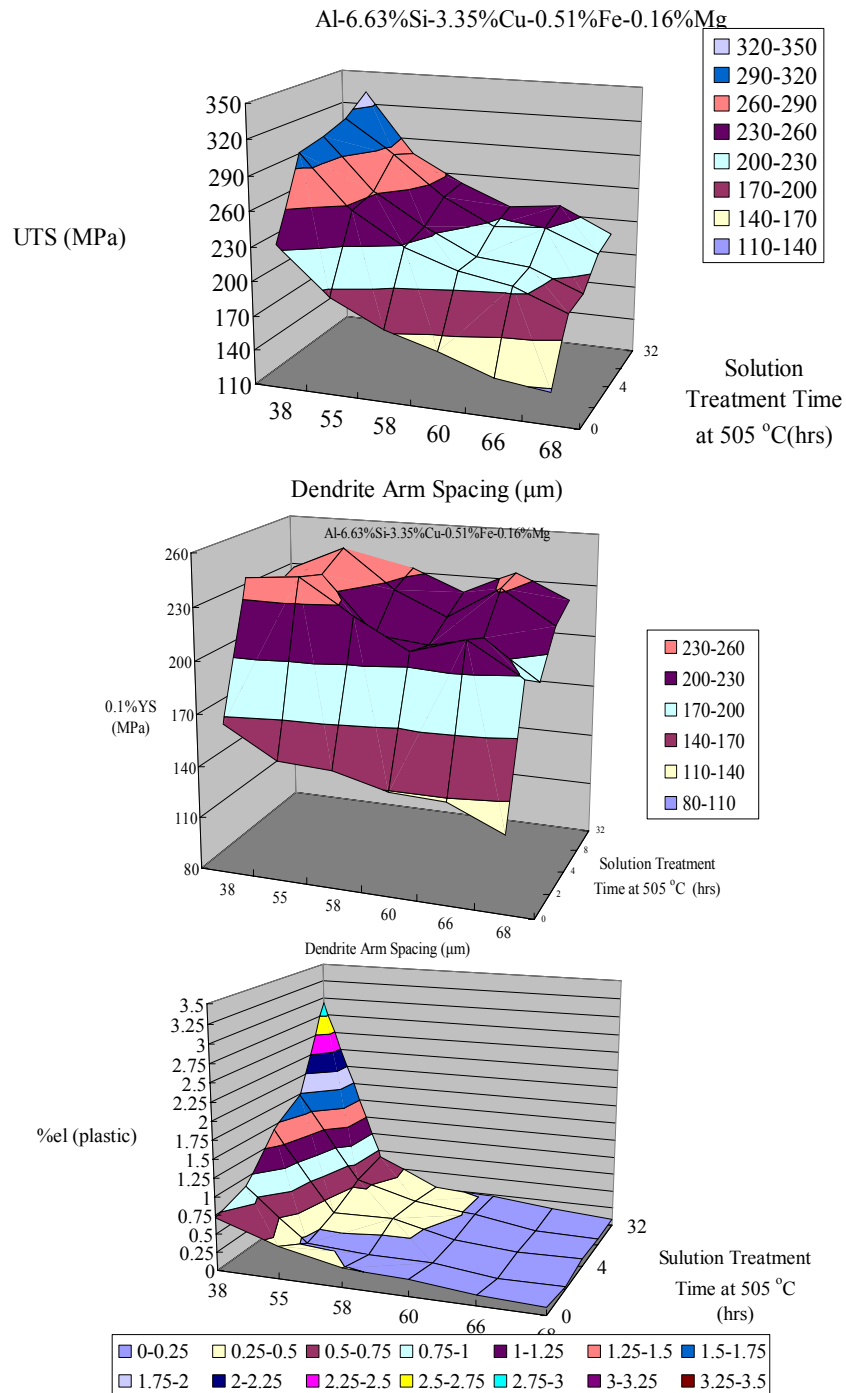 Al-6.63%Si-3.35%Cu-0.51%Fe-0.16%Mg
320-350
290-320
260-290
230-260
200-230
170-200
140-170
110-140
350
320
290
260
230
200
170
140
110
UTS (MPa)
38 55 58 60 66 68
0
4
32
Solution
Treatment Time
at 505 °C(hrs)
Dendrite Arm Spacing (μm)
Al-6.63%Si-3.35%Cu-0.51%Fe-0.16%Mg
260
230
200
170
140
110
80
0.1%YS
(MPa)
230-260
200-230
170-200
140-170
110-140
80-110
38 55 58 60 66 68
0
2
4
8
32
Solution Treatment
Time at 505 °C (hrs)
Dendrite Arm Spacing (μm)
3.5
3.25
3
2.75
2.5
2.25
2
1.75
1.5
1.25
1
0.75
0.5
0.25
0
%el (plastic)
38 55 58 60 66 68
0
4
32
Solution Treatment
Time at 505 °C
(hrs)
0-0.25 0.25-0.5 0.5-0.75 0.75-1 1-1.25 1.25-1.5 1.5-1.75
1.75-2 2-2.25 2.25-2.5 2.5-2.75 2.75-3 3-3.25 3.25-3.5